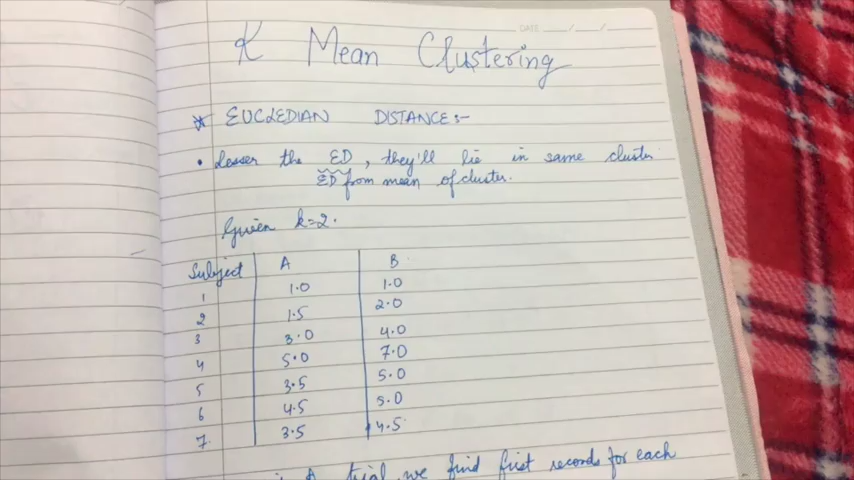 DATE / /
K Mean Clustering
* EUCLEDIAN DISTANCE:-
• Lesser the ED, they'll lie in same cluster
ED from mean of cluster.
Given k=2.
Subject A B
1 1.0 1.0
2 1.5 2.0
3 3.0 4.0
4 5.0 7.0
5 3.5 5.0
6 4.5 5.0
7 3.5 4.5
trial, we find first records for each